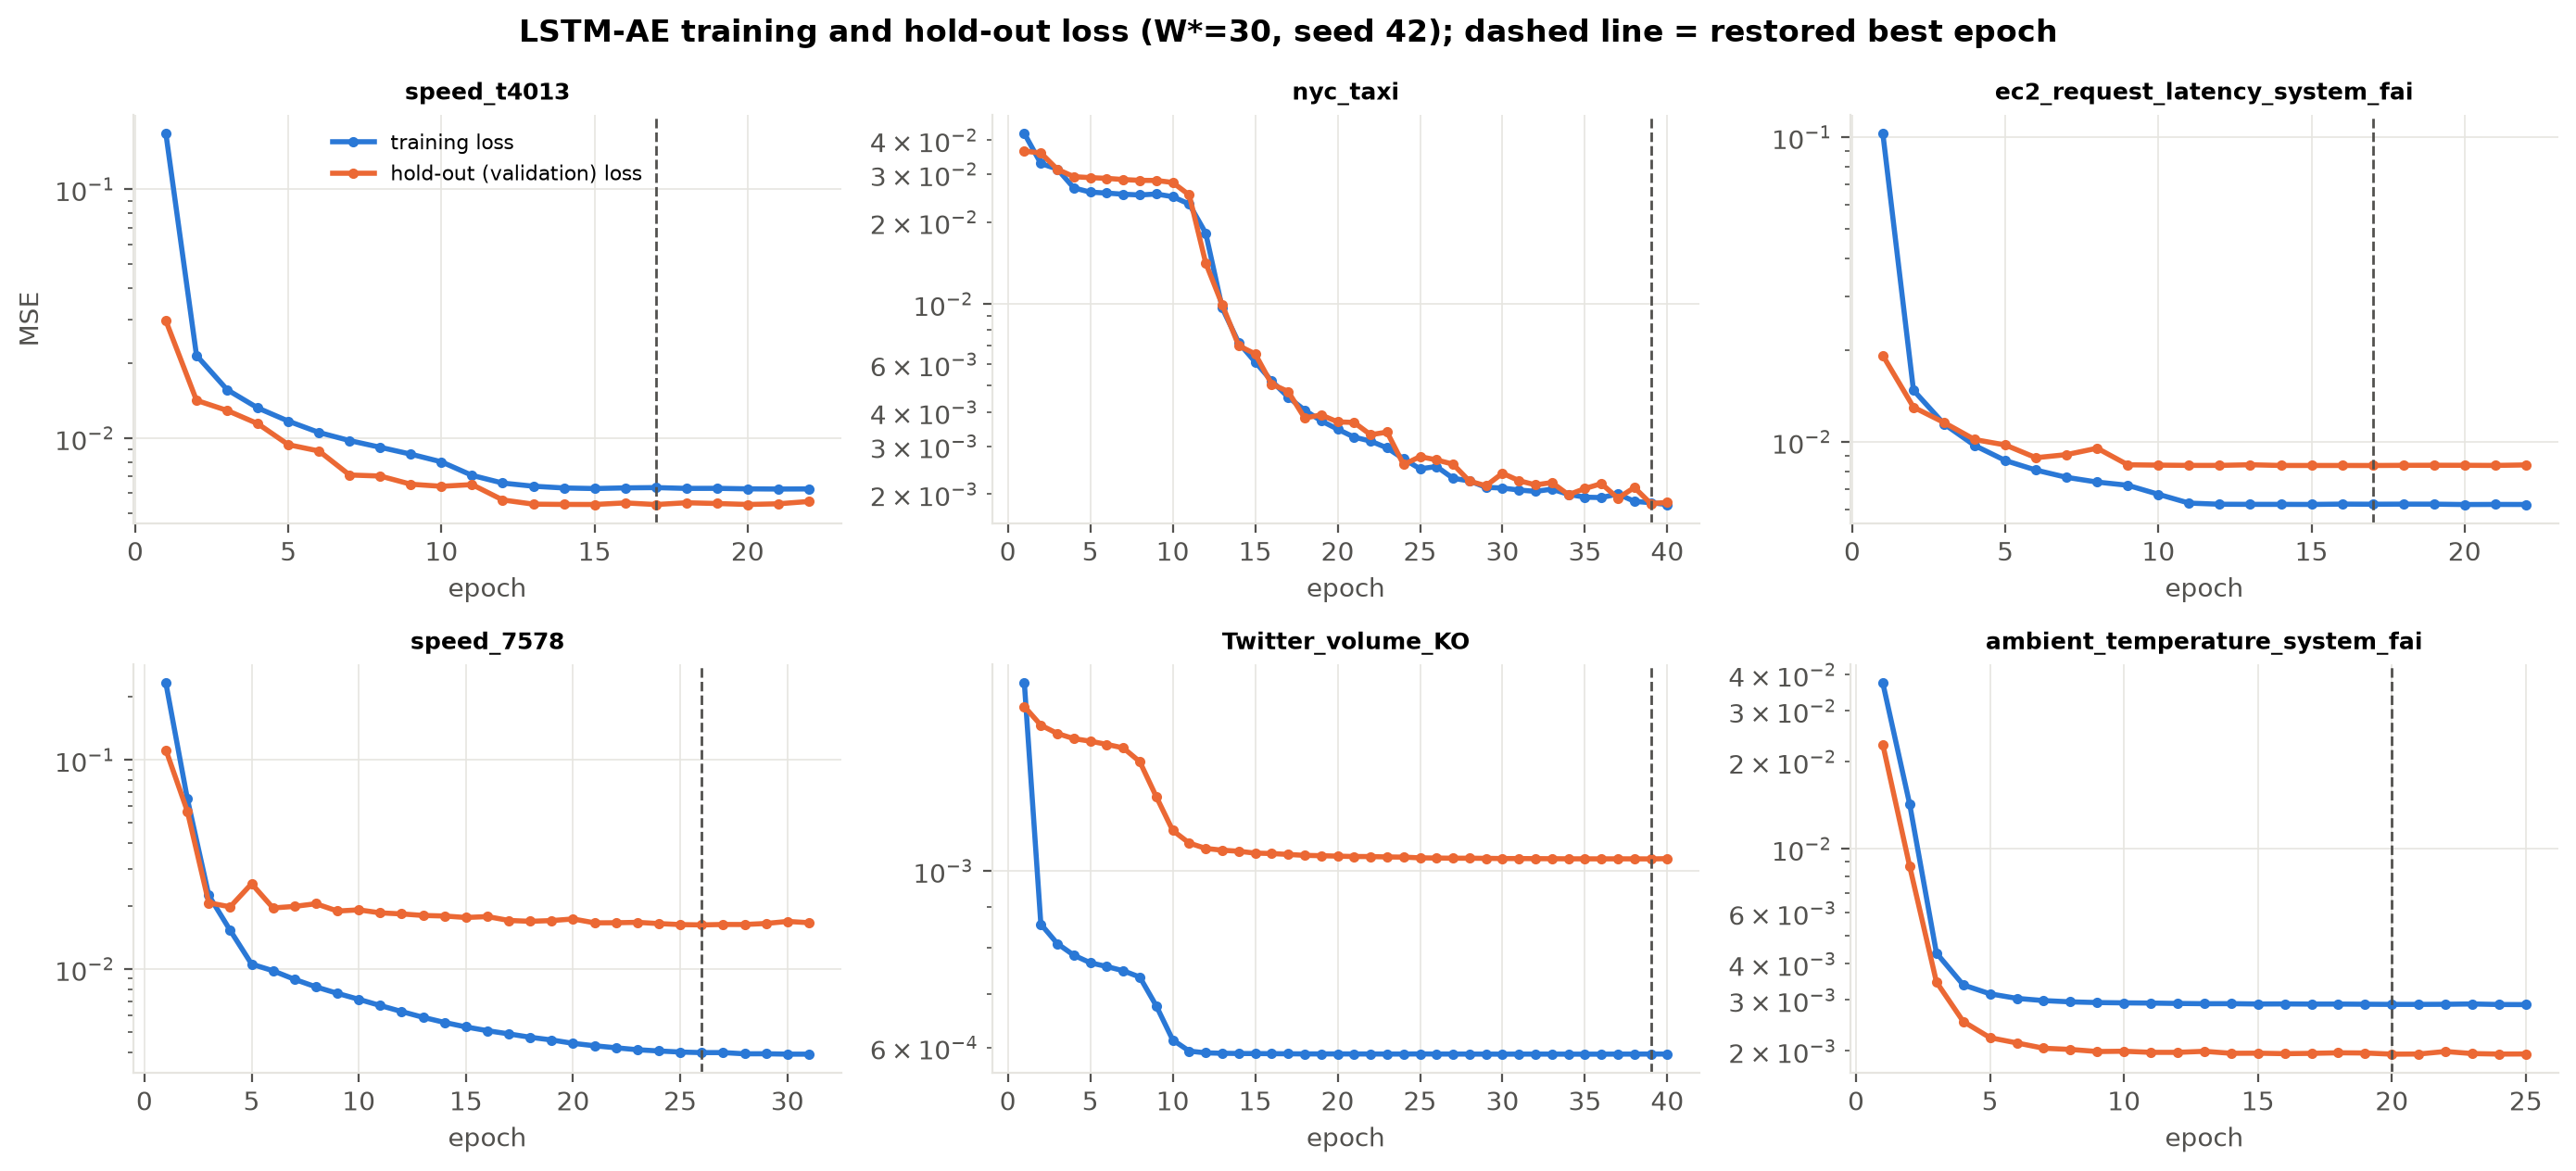 LSTM-AE training and hold-out loss (W*=30, seed 42); dashed line = restored best epoch
speed_t4013
training loss
hold-out (validation) loss
MSE
10⁻¹
10⁻²
0 5 10 15 20
epoch
nyc_taxi
4 × 10⁻²
3 × 10⁻²
2 × 10⁻²
10⁻²
6 × 10⁻³
4 × 10⁻³
3 × 10⁻³
2 × 10⁻³
0 5 10 15 20 25 30 35 40
epoch
ec2_request_latency_system_fai
10⁻¹
10⁻²
0 5 10 15 20
epoch
speed_7578
10⁻¹
10⁻²
0 5 10 15 20 25 30
epoch
Twitter_volume_KO
10⁻³
6 × 10⁻⁴
0 5 10 15 20 25 30 35 40
epoch
ambient_temperature_system_fai
4 × 10⁻²
3 × 10⁻²
2 × 10⁻²
10⁻²
6 × 10⁻³
4 × 10⁻³
3 × 10⁻³
2 × 10⁻³
0 5 10 15 20 25
epoch